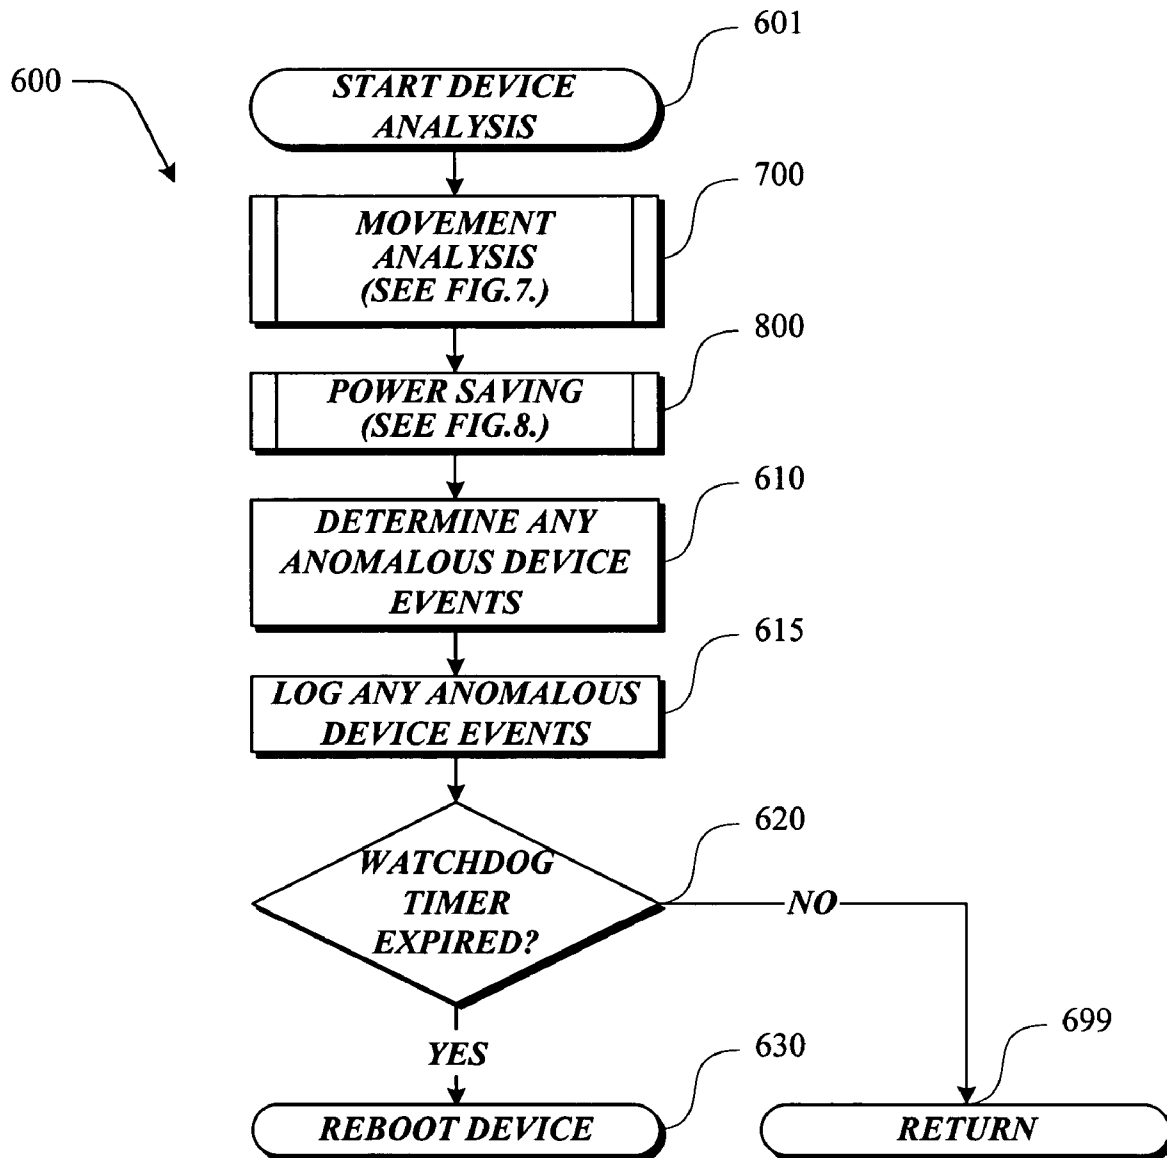 601
600
START DEVICE
ANALYSIS
700
MOVEMENT
ANALYSIS
(SEE FIG.7.)
800
POWER SAVING
(SEE FIG.8.)
610
DETERMINE ANY
ANOMALOUS DEVICE
EVENTS
615
LOG ANY ANOMALOUS
DEVICE EVENTS
620
WATCHDOG
TIMER
EXPIRED?
NO
YES
630
699
REBOOT DEVICE
RETURN